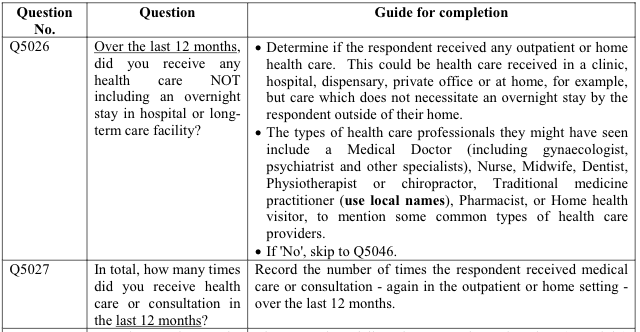 Question No.
Question
Guide for completion
Q5026
Over the last 12 months,
did you receive any
health care NOT
including an overnight
stay in hospital or long-
term care facility?
• Determine if the respondent received any outpatient or home
health care. This could be health care received in a clinic,
hospital, dispensary, private office or at home, for example,
but care which does not necessitate an overnight stay by the
respondent outside of their home.
• The types of health care professionals they might have seen
include a Medical Doctor (including gynaecologist,
psychiatrist and other specialists), Nurse, Midwife, Dentist,
Physiotherapist or chiropractor, Traditional medicine
practitioner (use local names), Pharmacist, or Home health
visitor, to mention some common types of health care
providers.
• If 'No', skip to Q5046.
Q5027
In total, how many times
did you receive health
care or consultation in
the last 12 months?
Record the number of times the respondent received medical
care or consultation - again in the outpatient or home setting -
over the last 12 months.